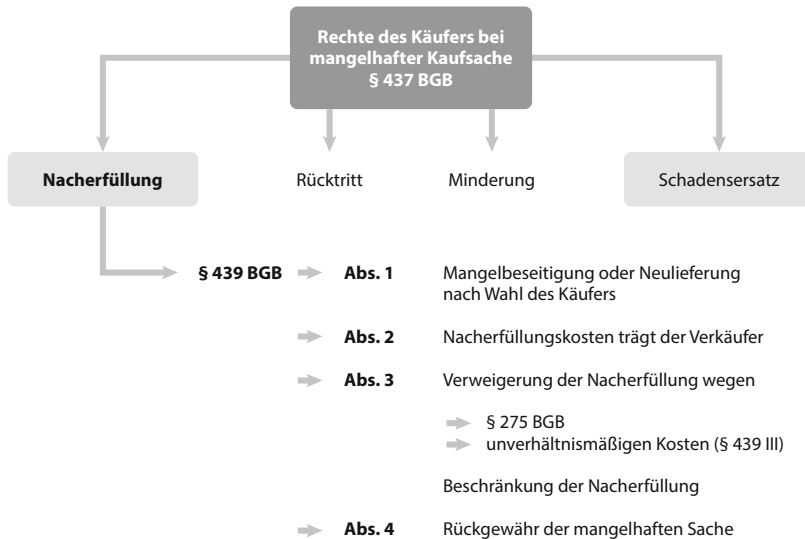 Rechte des Käufers bei
mangelhafter Kaufsache
§ 437 BGB
Nacherfüllung
Rücktritt
Minderung
Schadensersatz
§ 439 BGB
Abs. 1
Mangelbeseitigung oder Neulieferung
nach Wahl des Käufers
Abs. 2
Nacherfüllungskosten trägt der Verkäufer
Abs. 3
Verweigerung der Nacherfüllung wegen
§ 275 BGB
unverhältnismäßigen Kosten (§ 439 III)
Beschränkung der Nacherfüllung
Abs. 4
Rückgewähr der mangelhaften Sache